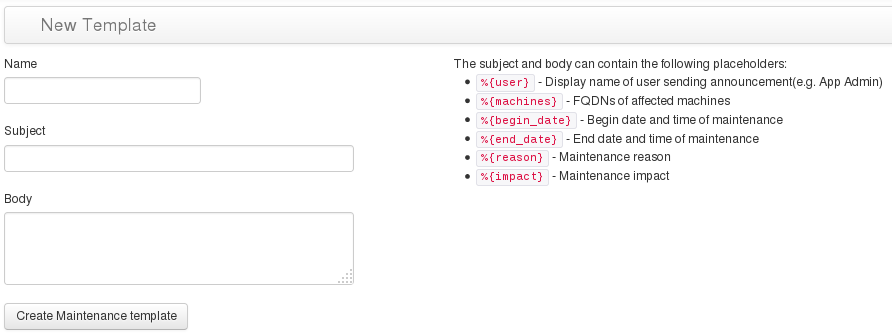 New Template
Name
Subject
Body
Create Maintenance template
The subject and body can contain the following placeholders:
%{user} - Display name of user sending announcement(e.g. App Admin)
%{machines} - FQDNs of affected machines
%{begin_date} - Begin date and time of maintenance
%{end_date} - End date and time of maintenance
%{reason} - Maintenance reason
%{impact} - Maintenance impact